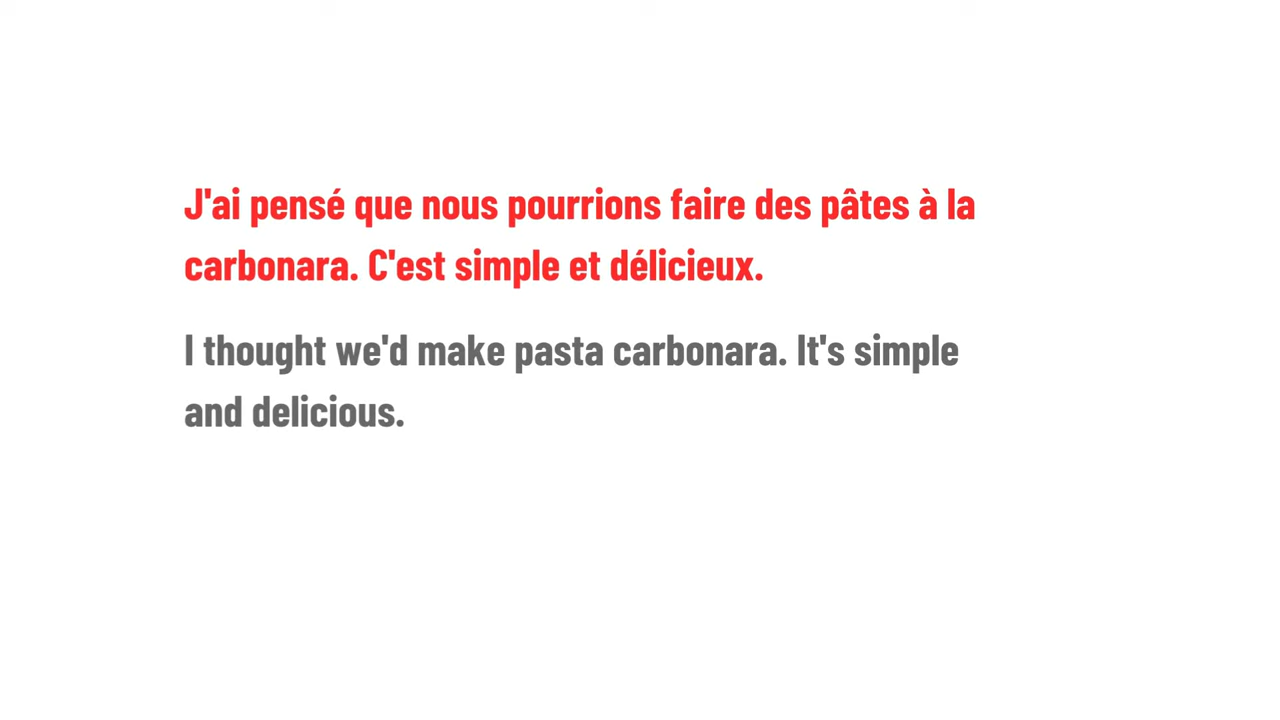 J'ai pensé que nous pourrions faire des pâtes à la
carbonara. C'est simple et délicieux.
I thought we'd make pasta carbonara. It's simple
and delicious.